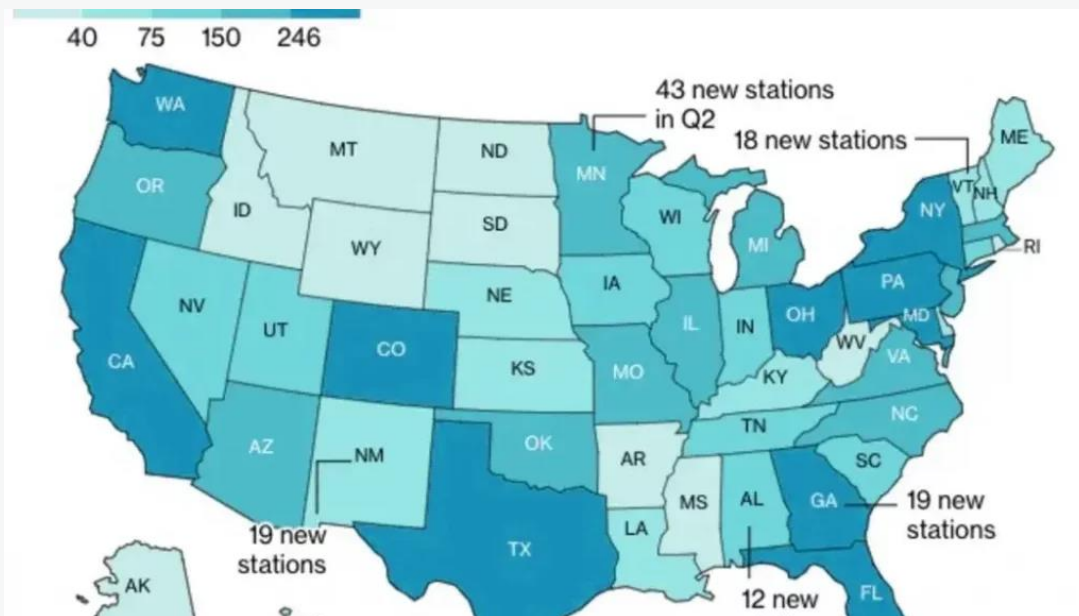 40 75 150 246
43 new stations
in Q2
18 new stations
WA
MT
ND
MN
ME
VT
NH
OR
ID
SD
WI
NY
MI
RI
WY
IA
PA
NV
NE
UT
IL
IN
OH
MD
CO
WV
VA
CA
KS
MO
KY
NC
TN
AZ
NM
OK
AR
SC
MS
AL
GA
19 new
stations
LA
19 new
stations
TX
AK
12 new
FL